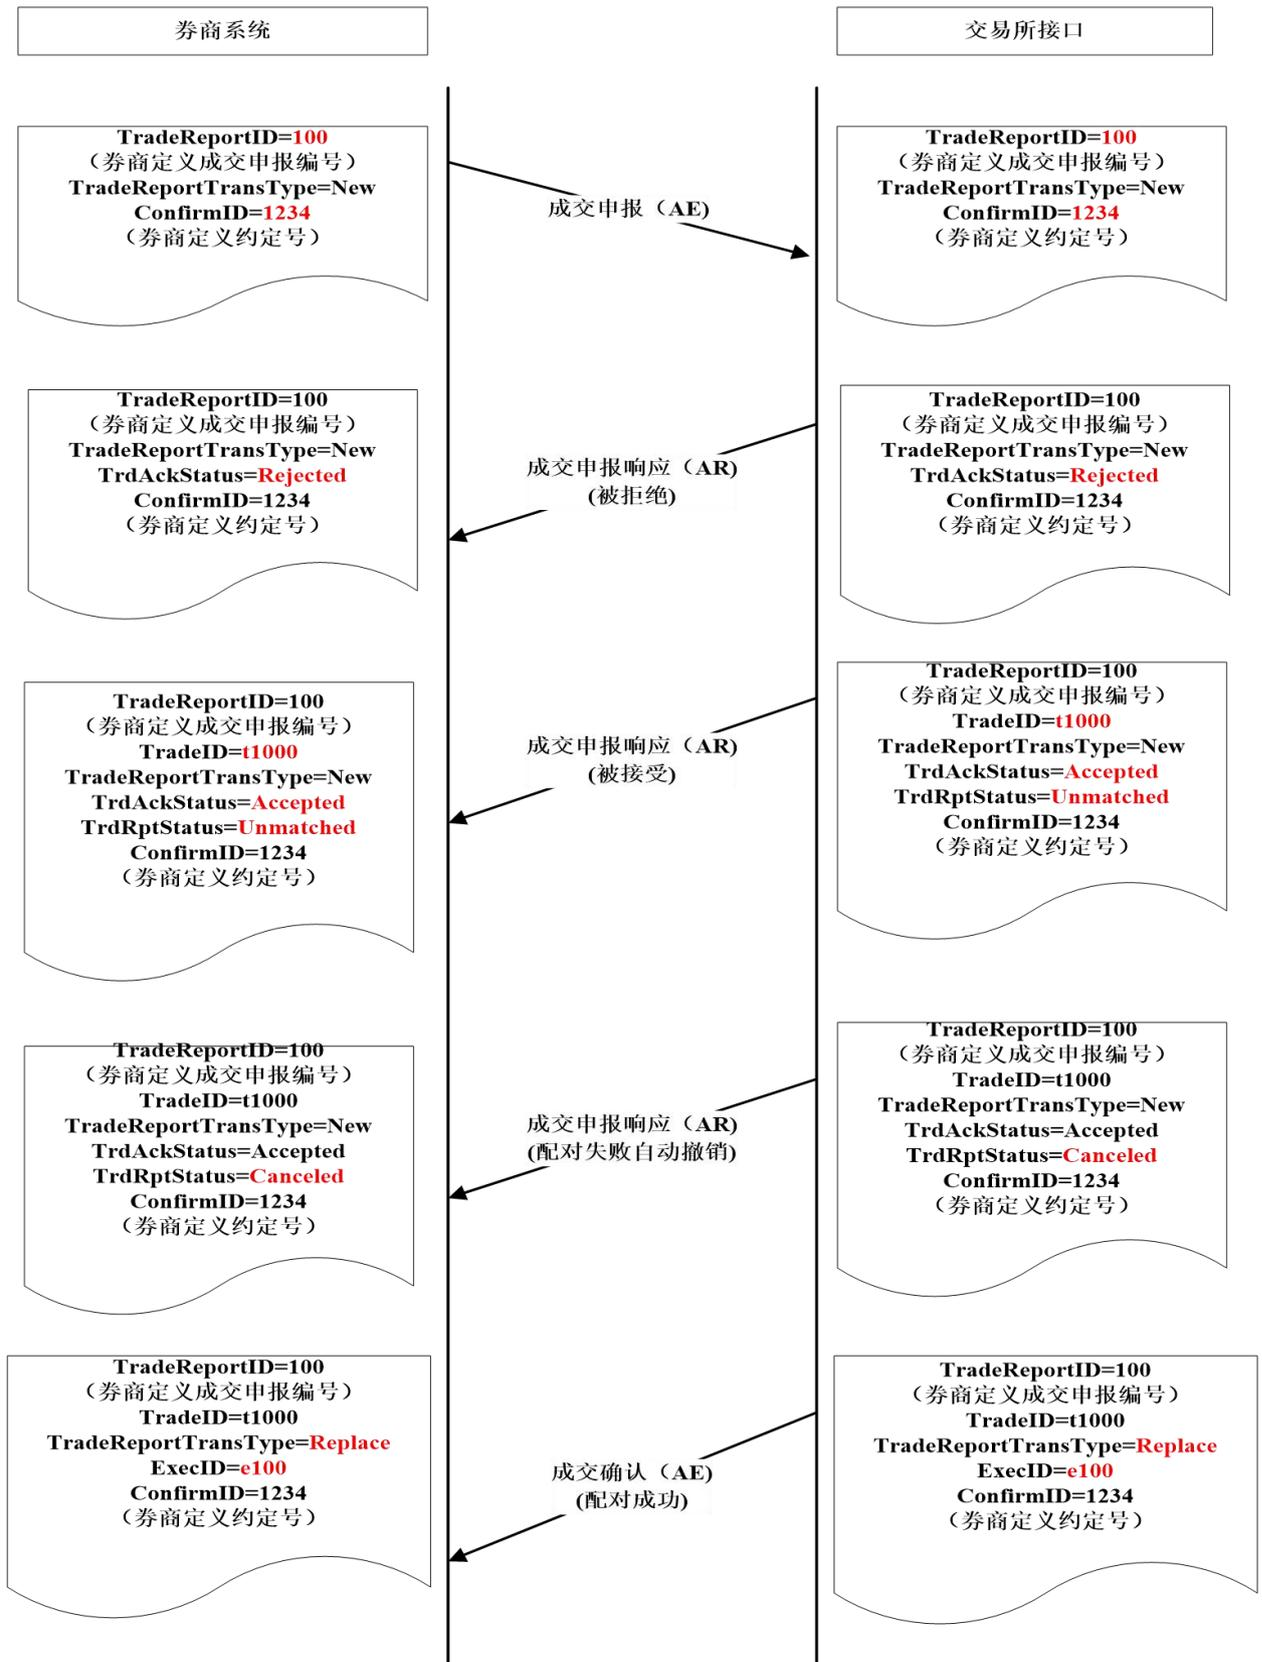 券商系统
交易所接口
TradeReportID=100
（券商定义成交申报编号）
TradeReportTransType=New
ConfirmID=1234
（券商定义约定号）
成交申报（AE)
TradeReportID=100
（券商定义成交申报编号）
TradeReportTransType=New
ConfirmID=1234
（券商定义约定号）
TradeReportID=100
（券商定义成交申报编号）
TradeReportTransType=New
TrdAckStatus=Rejected
ConfirmID=1234
（券商定义约定号）
成交申报响应（AR)
(被拒绝)
TradeReportID=100
（券商定义成交申报编号）
TradeReportTransType=New
TrdAckStatus=Rejected
ConfirmID=1234
（券商定义约定号）
TradeReportID=100
（券商定义成交申报编号）
TradeID=t1000
TradeReportTransType=New
TrdAckStatus=Accepted
TrdRptStatus=Unmatched
ConfirmID=1234
（券商定义约定号）
成交申报响应（AR)
(被接受)
TradeReportID=100
（券商定义成交申报编号）
TradeID=t1000
TradeReportTransType=New
TrdAckStatus=Accepted
TrdRptStatus=Unmatched
ConfirmID=1234
（券商定义约定号）
TradeReportID=100
（券商定义成交申报编号）
TradeID=t1000
TradeReportTransType=New
TrdAckStatus=Accepted
TrdRptStatus=Canceled
ConfirmID=1234
（券商定义约定号）
成交申报响应（AR)
(配对失败自动撤销)
TradeReportID=100
（券商定义成交申报编号）
TradeID=t1000
TradeReportTransType=New
TrdAckStatus=Accepted
TrdRptStatus=Canceled
ConfirmID=1234
（券商定义约定号）
TradeReportID=100
（券商定义成交申报编号）
TradeID=t1000
TradeReportTransType=Replace
ExecID=e100
ConfirmID=1234
（券商定义约定号）
成交确认（AE)
(配对成功)
TradeReportID=100
（券商定义成交申报编号）
TradeID=t1000
TradeReportTransType=Replace
ExecID=e100
ConfirmID=1234
（券商定义约定号）